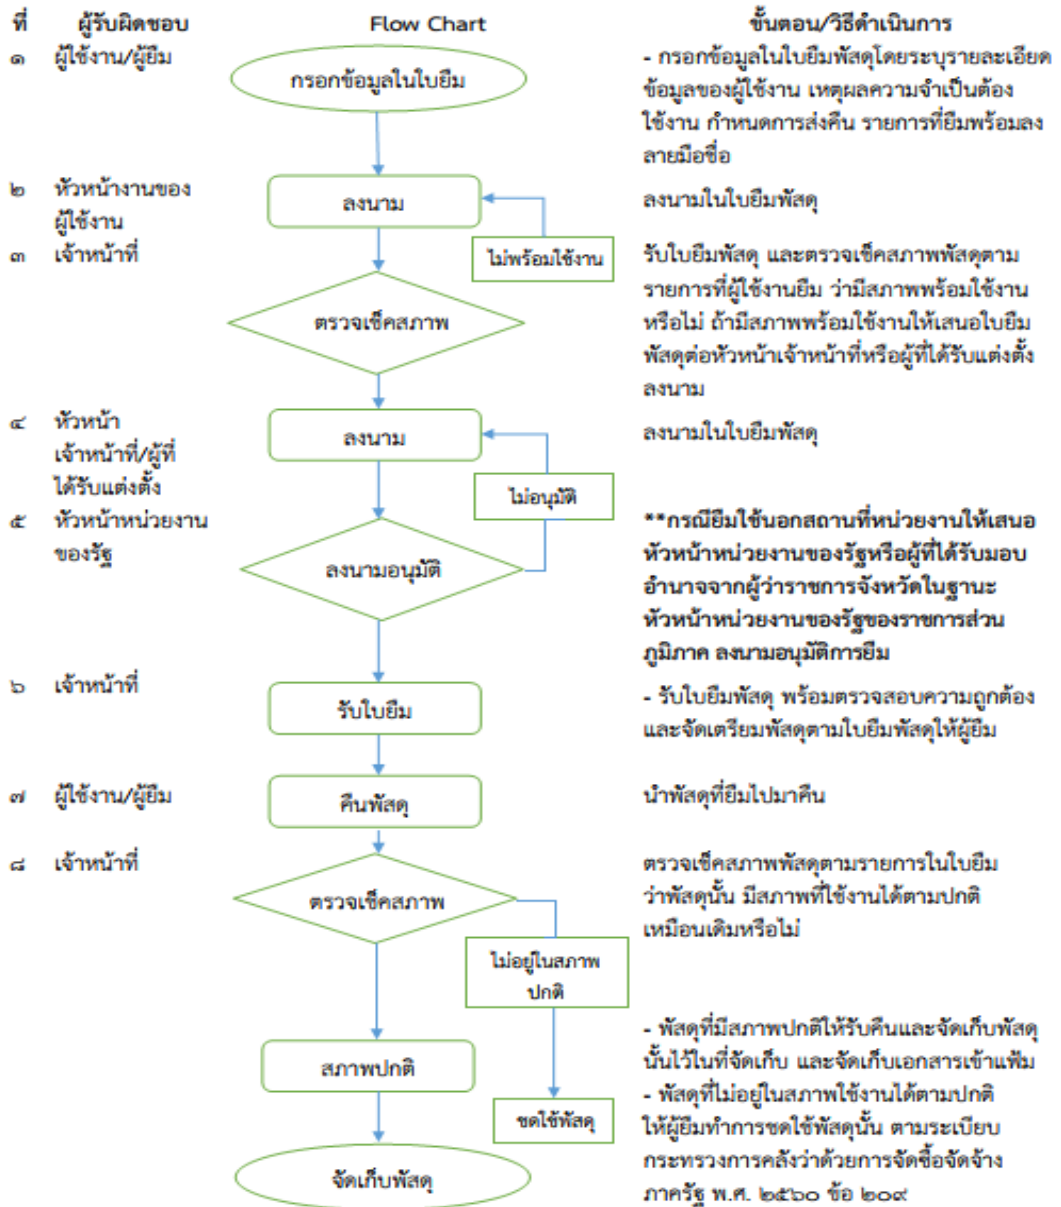 ที่ ผู้รับผิดชอบ Flow Chart ขั้นตอน/วิธีดำเนินการ
๑ ผู้ใช้งาน/ผู้ยืม
กรอกข้อมูลในใบยืม
- กรอกข้อมูลในใบยืมพัสดุโดยระบุรายละเอียด
ข้อมูลของผู้ใช้งาน เหตุผลความจำเป็นต้อง
ใช้งาน กำหนดการส่งคืน รายการที่ยืมพร้อมลง
ลายมือชื่อ
๒ หัวหน้างานของ
ผู้ใช้งาน
ลงนาม
ลงนามในใบยืมพัสดุ
ไม่พร้อมใช้งาน
๓ เจ้าหน้าที่
ตรวจเช็คสภาพ
รับใบยืมพัสดุ และตรวจเช็คสภาพพัสดุตาม
รายการที่ผู้ใช้งานยืม ว่ามีสภาพพร้อมใช้งาน
หรือไม่ ถ้ามีสภาพพร้อมใช้งานให้เสนอใบยืม
พัสดุต่อหัวหน้าเจ้าหน้าที่หรือผู้ที่ได้รับแต่งตั้ง
ลงนาม
๔ หัวหน้า
เจ้าหน้าที่/ผู้ที่
ได้รับแต่งตั้ง
ลงนาม
ลงนามในใบยืมพัสดุ
ไม่อนุมัติ
๕ หัวหน้าหน่วยงาน
ของรัฐ
ลงนามอนุมัติ
**กรณียืมใช้นอกสถานที่หน่วยงานให้เสนอ
หัวหน้าหน่วยงานของรัฐหรือผู้ที่ได้รับมอบ
อำนาจจากผู้ว่าราชการจังหวัดในฐานะ
หัวหน้าหน่วยงานของรัฐของราชการส่วน
ภูมิภาค ลงนามอนุมัติการยืม
๖ เจ้าหน้าที่
รับใบยืม
- รับใบยืมพัสดุ พร้อมตรวจสอบความถูกต้อง
และจัดเตรียมพัสดุตามใบยืมพัสดุให้ผู้ยืม
๗ ผู้ใช้งาน/ผู้ยืม
คืนพัสดุ
นำพัสดุที่ยืมไปมาคืน
๘ เจ้าหน้าที่
ตรวจเช็คสภาพ
ตรวจเช็คสภาพพัสดุตามรายการในใบยืม
ว่าพัสดุนั้น มีสภาพที่ใช้งานได้ตามปกติ
เหมือนเดิมหรือไม่
ไม่อยู่ในสภาพ
ปกติ
สภาพปกติ
ชดใช้พัสดุ
จัดเก็บพัสดุ
- พัสดุที่มีสภาพปกติให้รับคืนและจัดเก็บพัสดุ
นั้นไว้ในที่จัดเก็บ และจัดเก็บเอกสารเข้าแฟ้ม
- พัสดุที่ไม่อยู่ในสภาพใช้งานได้ตามปกติ
ให้ผู้ยืมทำการชดใช้พัสดุนั้น ตามระเบียบ
กระทรวงการคลังว่าด้วยการจัดซื้อจัดจ้าง
ภาครัฐ พ.ศ. ๒๕๖๐ ข้อ ๒๐๙